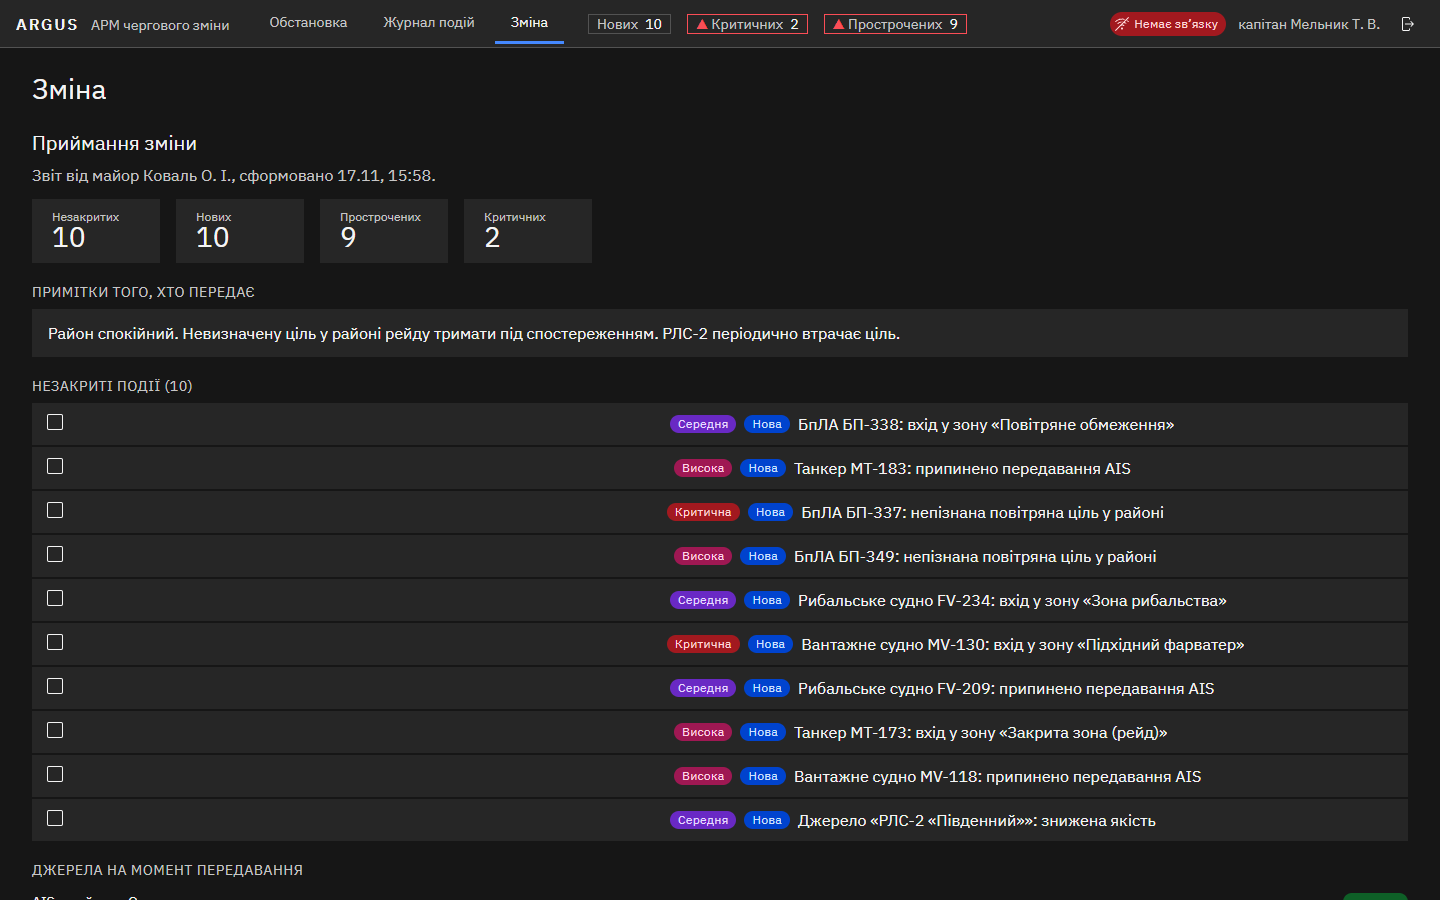 ARGUS АРМ чергового зміни Обстановка Журнал подій Зміна Нових 10 Критичних 2 Прострочених 9 Немає зв’язку капітан Мельник Т. В.
Зміна
Приймання зміни
Звіт від майор Коваль О. І., сформовано 17.11, 15:58.
Незакритих Нових Прострочених Критичних
10 10 9 2
ПРИМІТКИ ТОГО, ХТО ПЕРЕДАЄ
Район спокійний. Невизначену ціль у районі рейду тримати під спостереженням. РЛС-2 періодично втрачає ціль.
НЕЗАКРИТІ ПОДІЇ (10)
Середня Нова БпЛА БП-338: вхід у зону «Повітряне обмеження»
Висока Нова Танкер МТ-183: припинено передавання AIS
Критична Нова БпЛА БП-337: непізнана повітряна ціль у районі
Висока Нова БпЛА БП-349: непізнана повітряна ціль у районі
Середня Нова Рибальське судно FV-234: вхід у зону «Зона рибальства»
Критична Нова Вантажне судно MV-130: вхід у зону «Підхідний фарватер»
Середня Нова Рибальське судно FV-209: припинено передавання AIS
Висока Нова Танкер МТ-173: вхід у зону «Закрита зона (рейд)»
Висока Нова Вантажне судно MV-118: припинено передавання AIS
Середня Нова Джерело «РЛС-2 «Південний»»: знижена якість
ДЖЕРЕЛА НА МОМЕНТ ПЕРЕДАВАННЯ